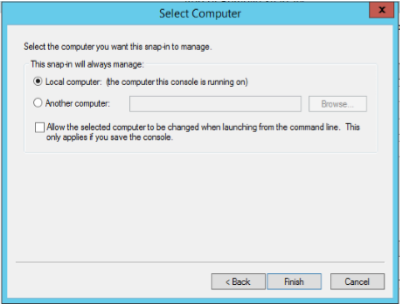 Select Computer
x
Select the computer you want this snap-in to manage.
This snap-in will always manage:
Local computer: (the computer this console is running on)
Another computer:
Browse...
Allow the selected computer to be changed when launching from the command line. This
only applies if you save the console.
< Back
Finish
Cancel